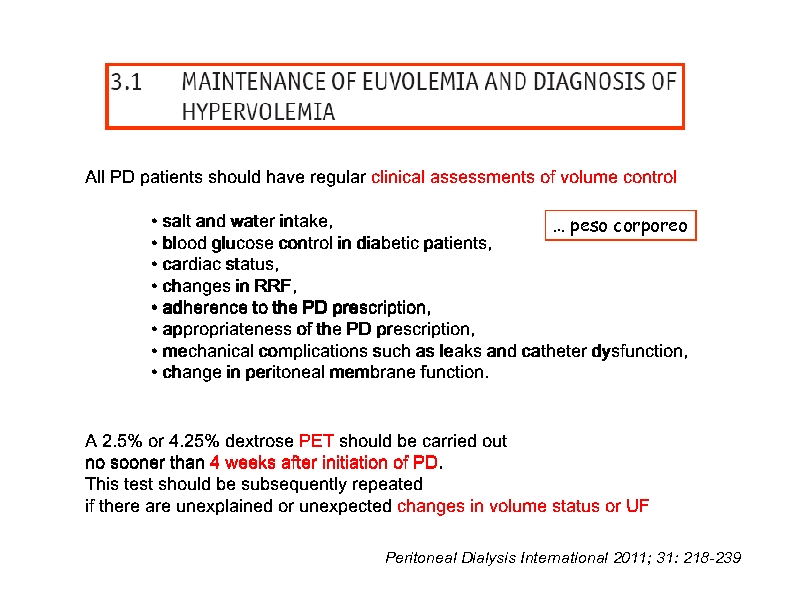 3.1 MAINTENANCE OF EUVOLEMIA AND DIAGNOSIS OF
HYPERVOLEMIA
All PD patients should have regular clinical assessments of volume control
• salt and water intake,
... peso corporeo
• blood glucose control in diabetic patients,
• cardiac status,
• changes in RRF,
• adherence to the PD prescription,
• appropriateness of the PD prescription,
• mechanical complications such as leaks and catheter dysfunction,
• change in peritoneal membrane function.
A 2.5% or 4.25% dextrose PET should be carried out
no sooner than 4 weeks after initiation of PD.
This test should be subsequently repeated
if there are unexplained or unexpected changes in volume status or UF
Peritoneal Dialysis International 2011; 31: 218-239